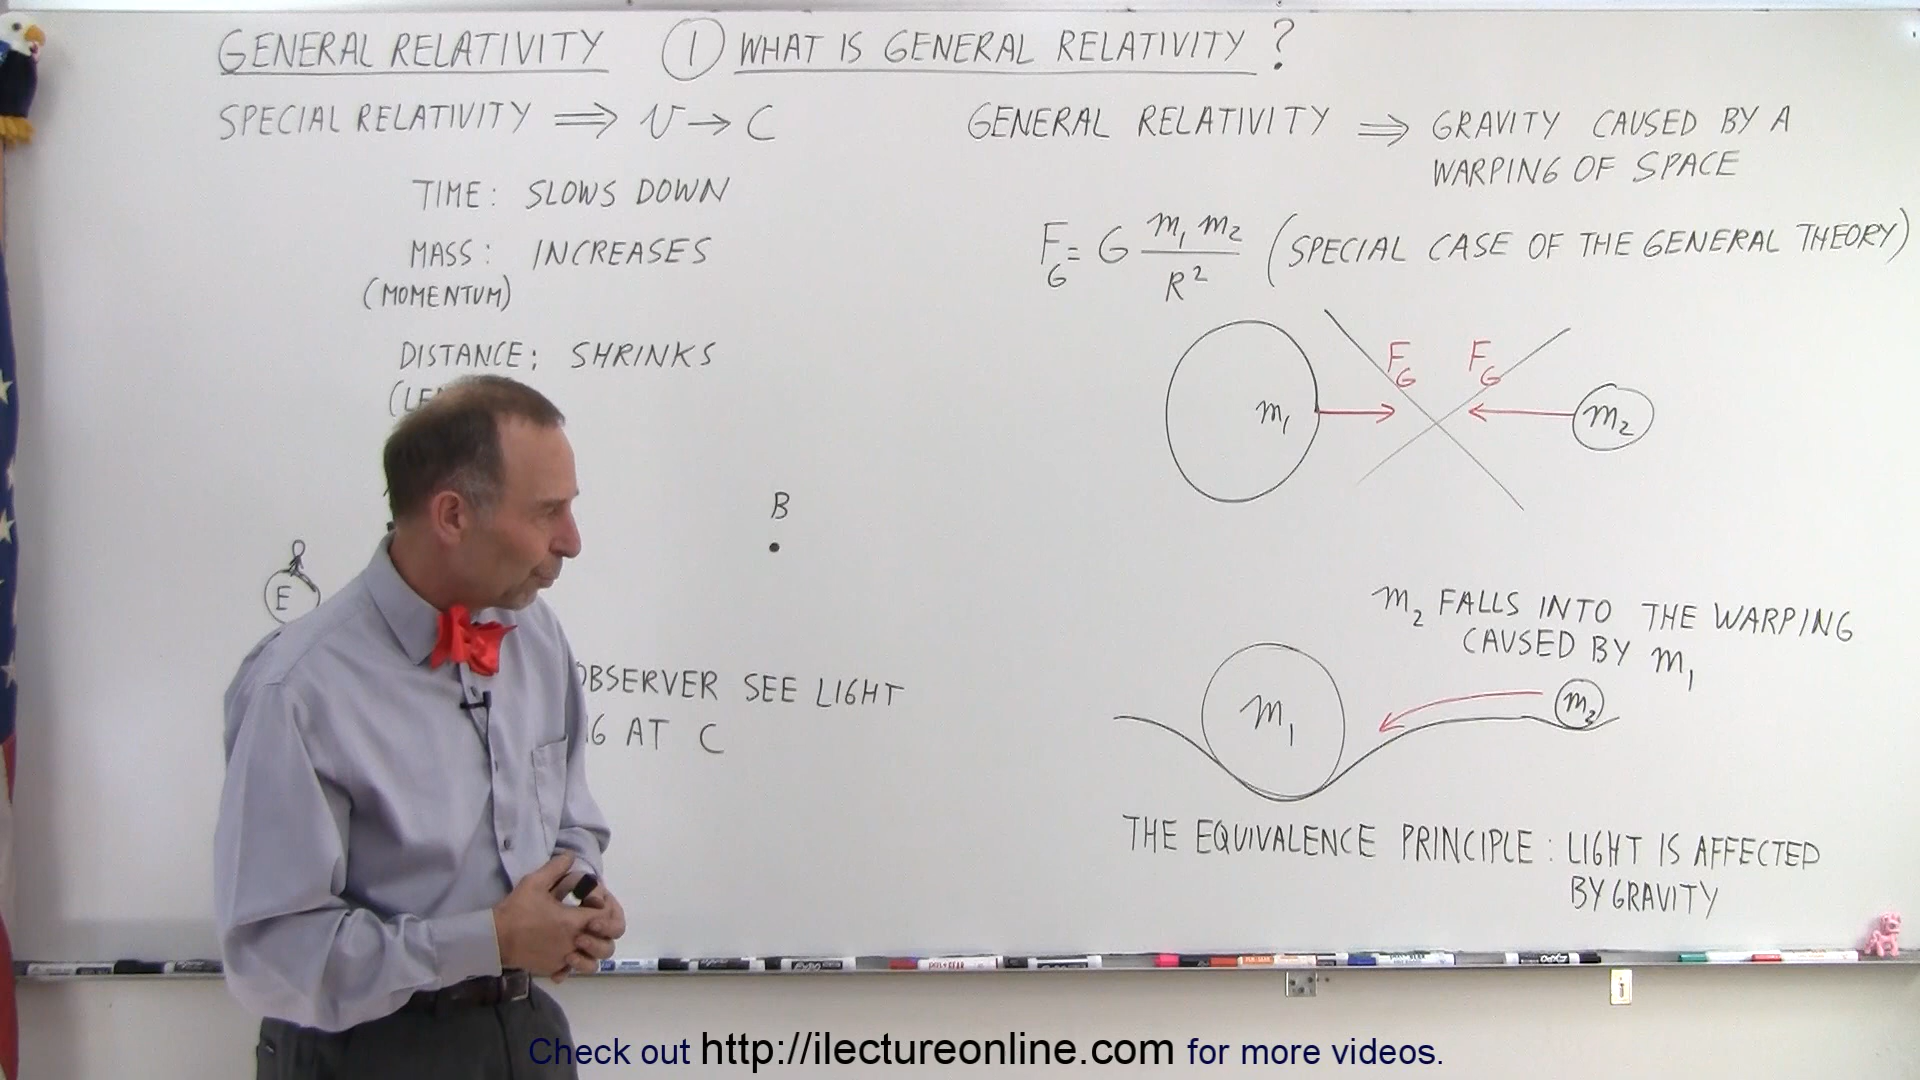 GENERAL RELATIVITY ① WHAT IS GENERAL RELATIVITY?
SPECIAL RELATIVITY ⟹ v → C
TIME: SLOWS DOWN
MASS: INCREASES
(MOMENTUM)
DISTANCE: SHRINKS
B
E
OBSERVER SEE LIGHT
AT C
GENERAL RELATIVITY ⟹ GRAVITY CAUSED BY A
WARPING OF SPACE
F_G = G m₁ m₂ / R² (SPECIAL CASE OF THE GENERAL THEORY)
F_G F_G
m₁ m₂
m₂ FALLS INTO THE WARPING
CAUSED BY m₁
m₁ m₂
THE EQUIVALENCE PRINCIPLE: LIGHT IS AFFECTED
BY GRAVITY
Check out http://ilectureonline.com for more videos.